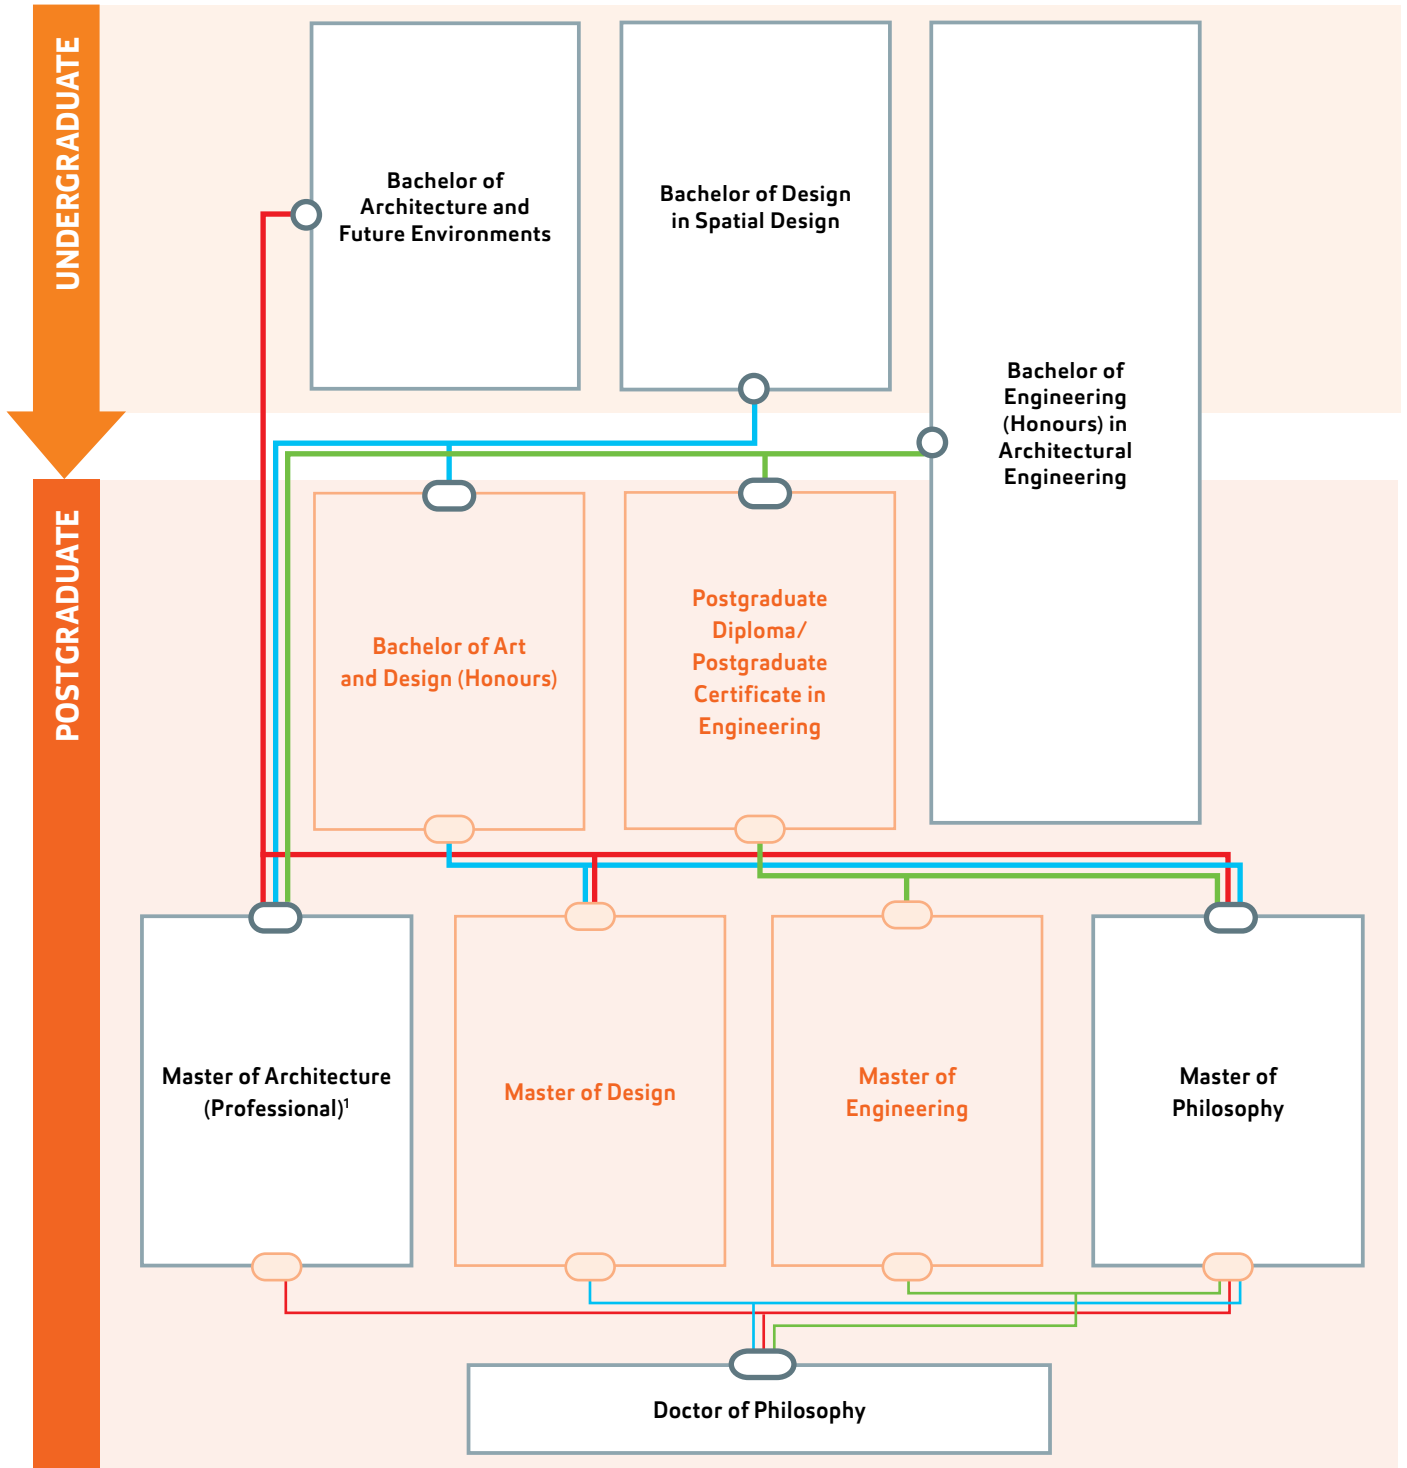 UNDERGRADUATE
Bachelor of
Architecture and
Future Environments
Bachelor of Design
in Spatial Design
Bachelor of
Engineering
(Honours) in
Architectural
Engineering
POSTGRADUATE
Bachelor of Art
and Design (Honours)
Postgraduate
Diploma/
Postgraduate
Certificate in
Engineering
Master of Architecture
(Professional)¹
Master of Design
Master of
Engineering
Master of
Philosophy
Doctor of Philosophy